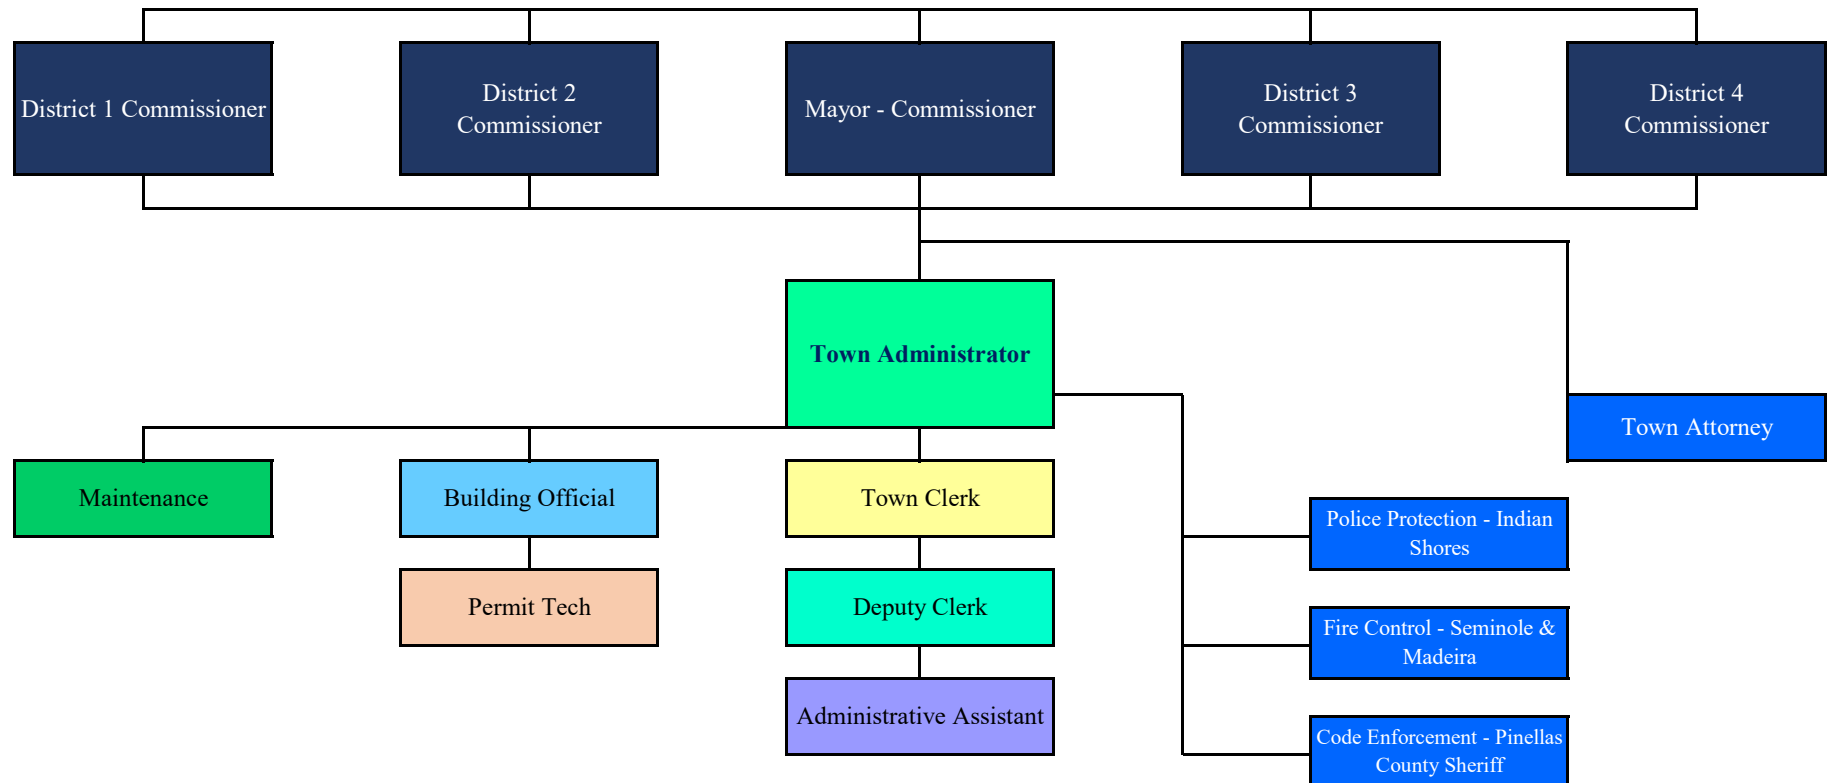 District 1 Commissioner
District 2
Commissioner
Mayor - Commissioner
District 3
Commissioner
District 4
Commissioner
Town Administrator
Town Attorney
Maintenance
Building Official
Town Clerk
Police Protection - Indian
Shores
Permit Tech
Deputy Clerk
Fire Control - Seminole &
Madeira
Administrative Assistant
Code Enforcement - Pinellas
County Sheriff